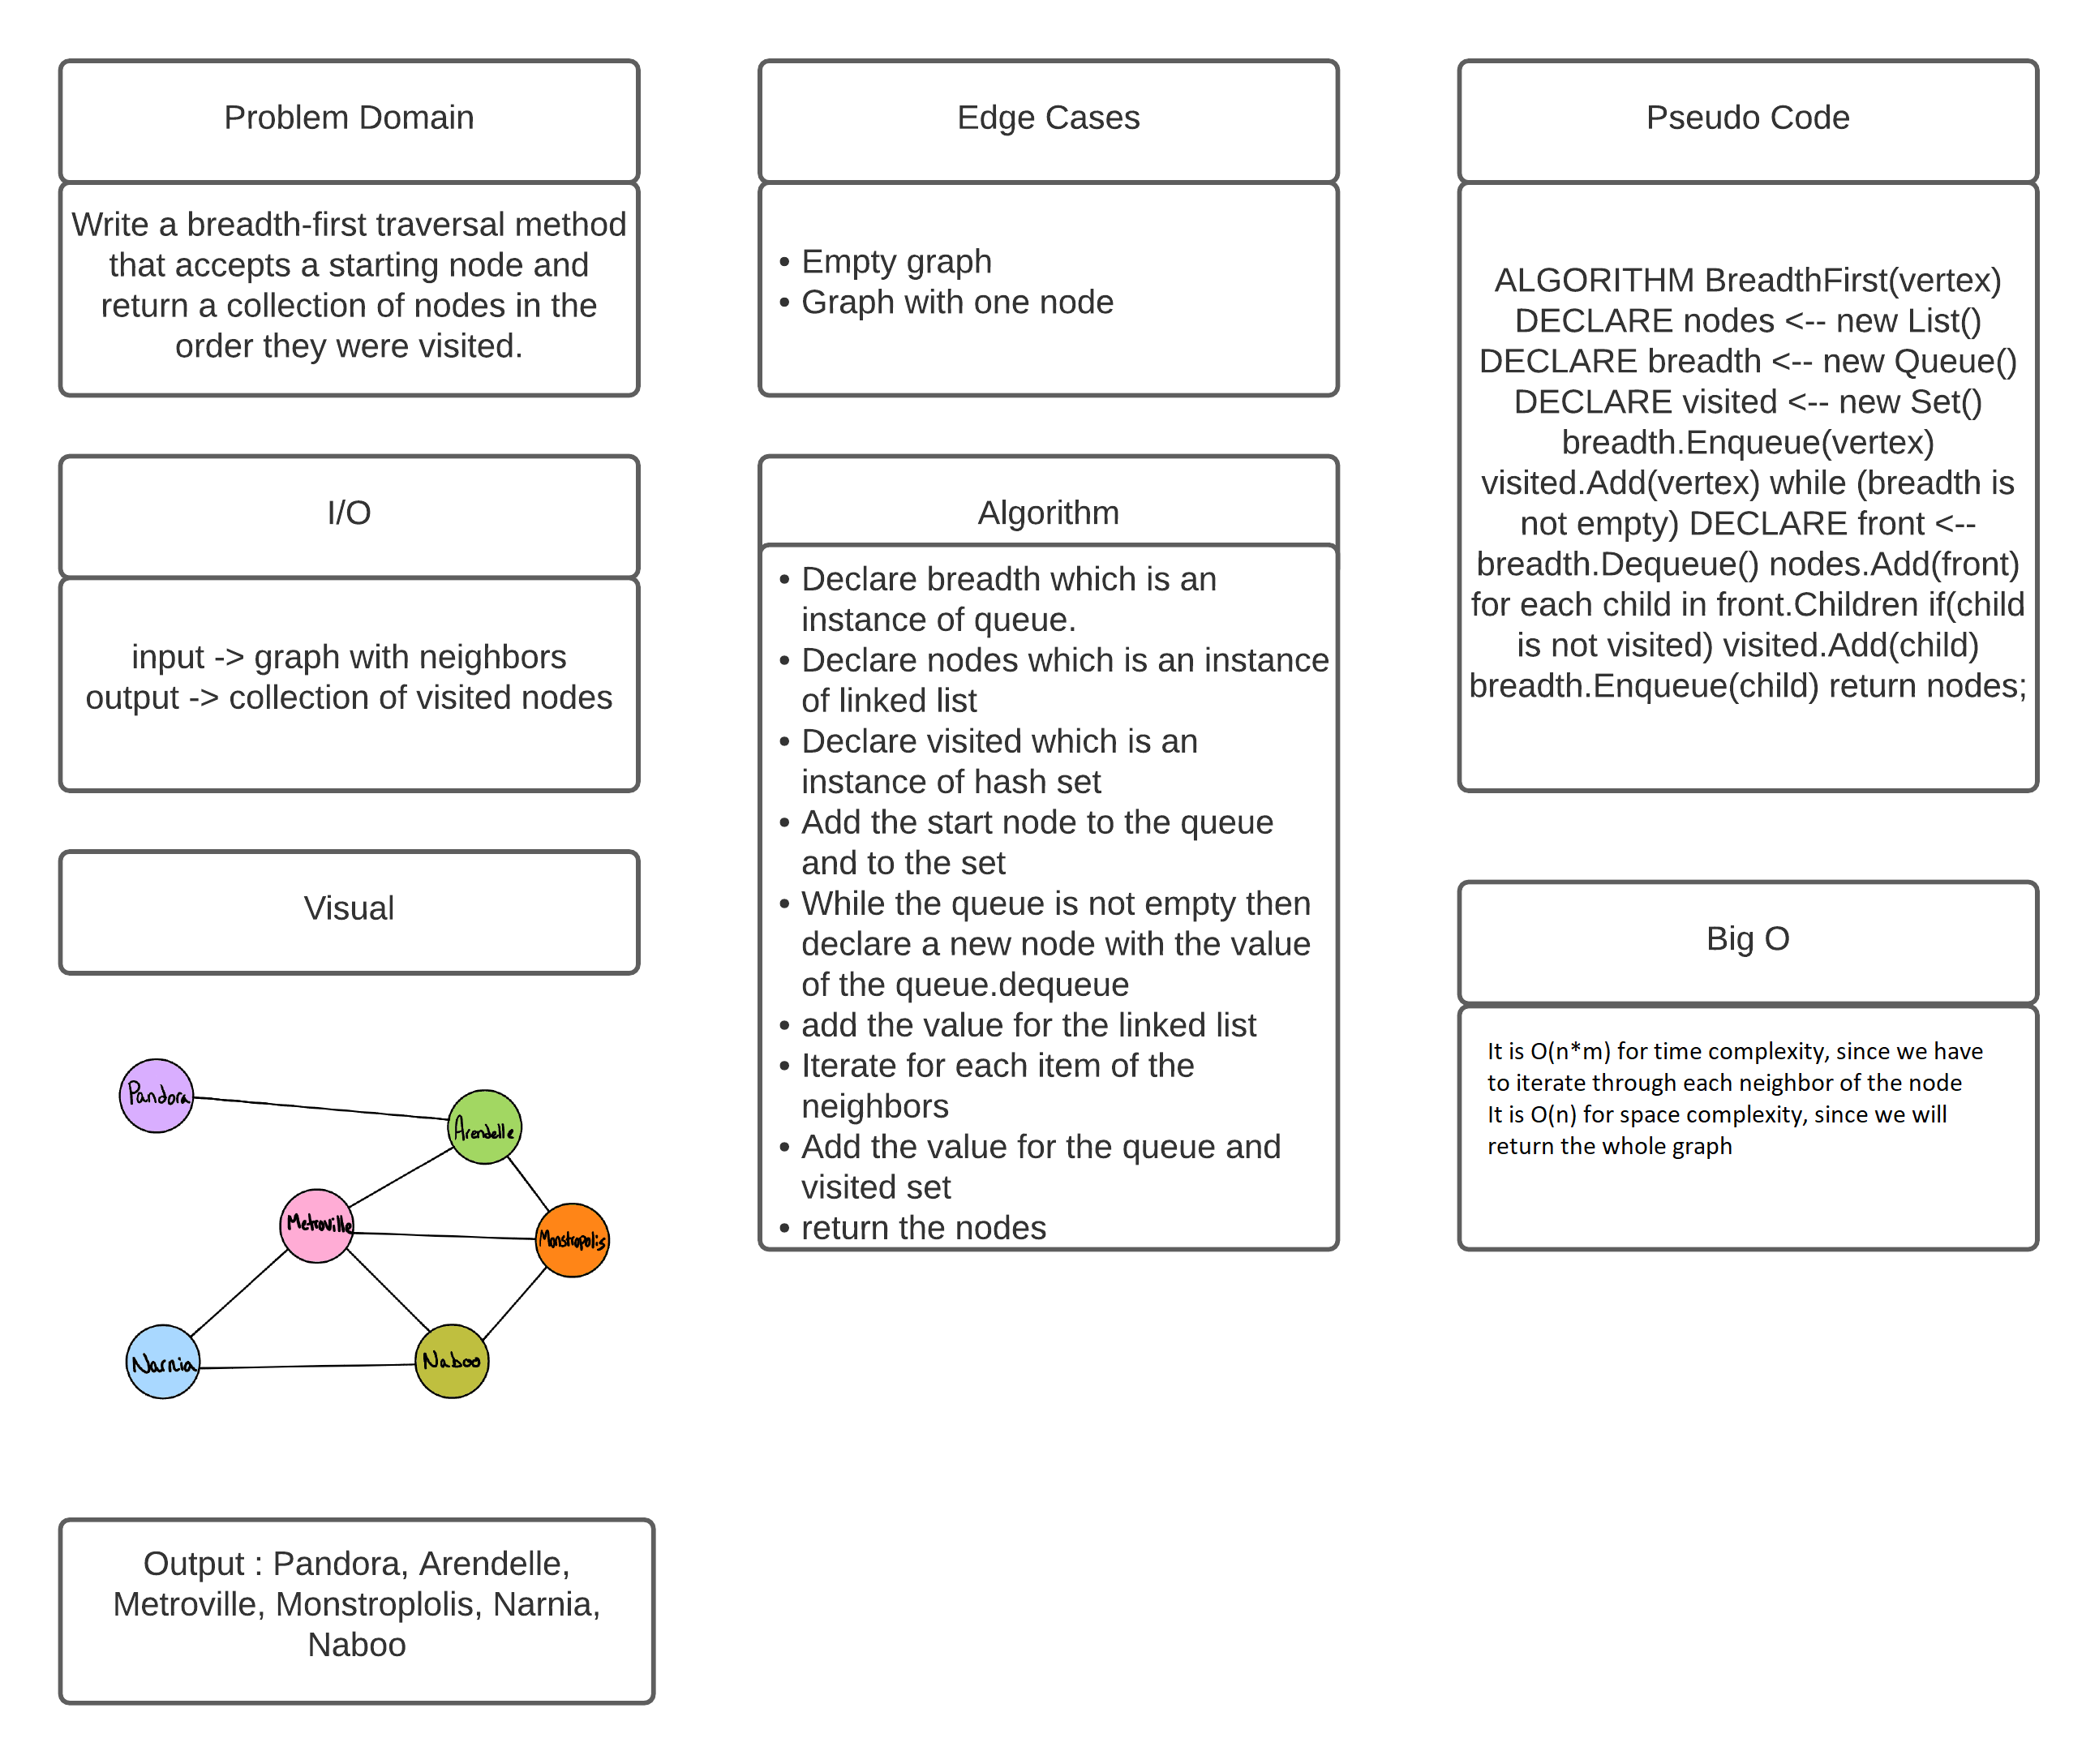 Problem Domain
Write a breadth-first traversal method
that accepts a starting node and
return a collection of nodes in the
order they were visited.
I/O
input -> graph with neighbors
output -> collection of visited nodes
Visual
Pandora
Arendelle
Metroville
Monstropolis
Narnia
Naboo
Output : Pandora, Arendelle,
Metroville, Monstroplolis, Narnia,
Naboo
Edge Cases
• Empty graph
• Graph with one node
Algorithm
• Declare breadth which is an
instance of queue.
• Declare nodes which is an instance
of linked list
• Declare visited which is an
instance of hash set
• Add the start node to the queue
and to the set
• While the queue is not empty then
declare a new node with the value
of the queue.dequeue
• add the value for the linked list
• Iterate for each item of the
neighbors
• Add the value for the queue and
visited set
• return the nodes
Pseudo Code
ALGORITHM BreadthFirst(vertex)
DECLARE nodes <-- new List()
DECLARE breadth <-- new Queue()
DECLARE visited <-- new Set()
breadth.Enqueue(vertex)
visited.Add(vertex) while (breadth is
not empty) DECLARE front <--
breadth.Dequeue() nodes.Add(front)
for each child in front.Children if(child
is not visited) visited.Add(child)
breadth.Enqueue(child) return nodes;
Big O
It is O(n*m) for time complexity, since we have
to iterate through each neighbor of the node
It is O(n) for space complexity, since we will
return the whole graph